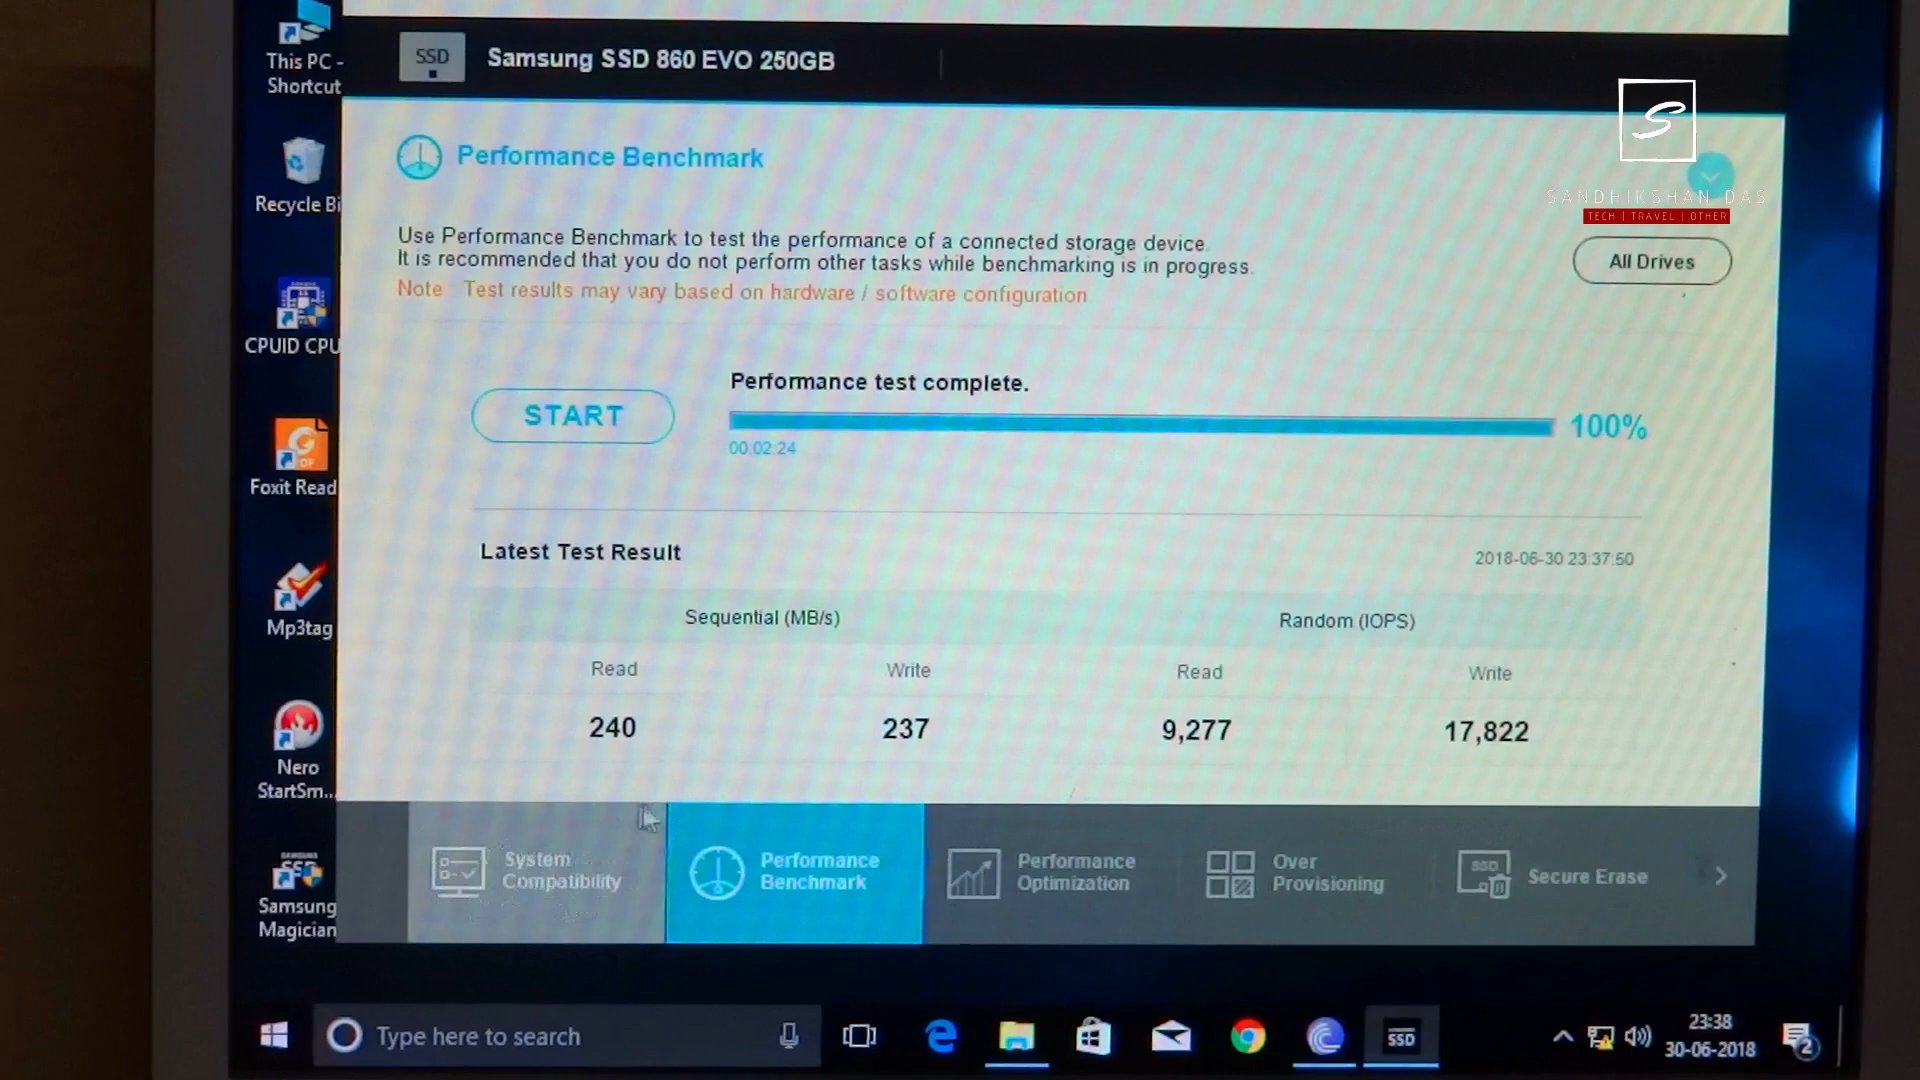 This PC -
Shortcut
SSD
Samsung SSD 860 EVO 250GB
S
SANDHIKSHAN DAS
TECH | TRAVEL | OTHER
Performance Benchmark
Recycle Bi
Use Performance Benchmark to test the performance of a connected storage device.
It is recommended that you do not perform other tasks while benchmarking is in progress.
Note Test results may vary based on hardware / software configuration
All Drives
CPUID CPU
START
Performance test complete.
100%
00:02:24
Foxit Read
Latest Test Result
2018-06-30 23:37:50
Sequential (MB/s)
Random (IOPS)
Mp3tag
Read
Write
Read
Write
240
237
9,277
17,822
Nero
StartSm...
System
Compatibility
Performance
Benchmark
Performance
Optimization
Over
Provisioning
SSD
Secure Erase
SAMSUNG
SSD
Samsung
Magician
Type here to search
SSD
23:38
30-06-2018
2